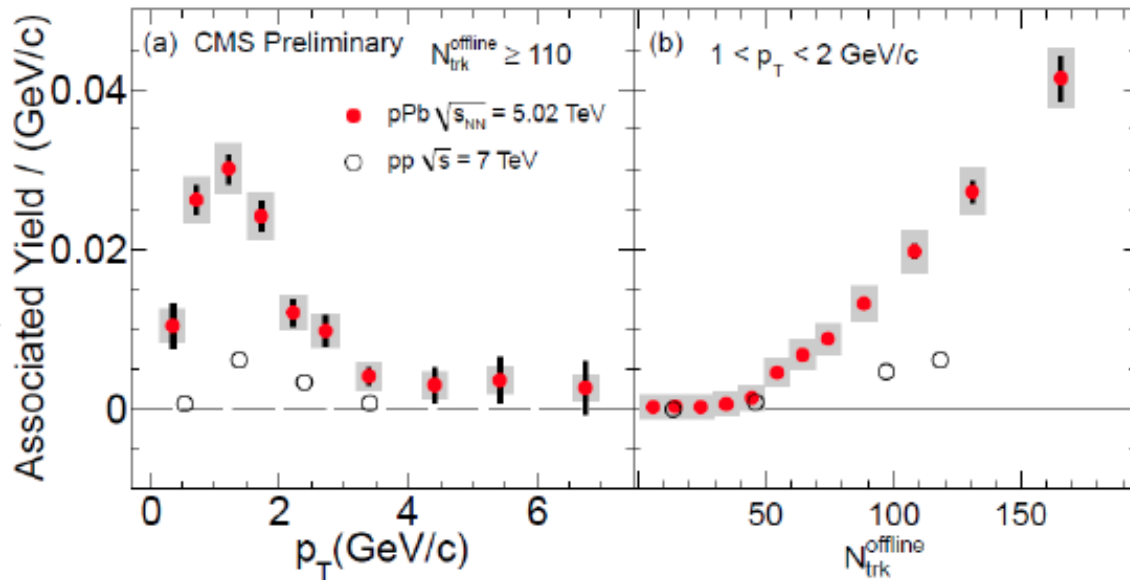 (a) CMS Preliminary
N_trk^offline ≥ 110
pPb √s_NN = 5.02 TeV
pp √s = 7 TeV
Associated Yield / (GeV/c)
0.04
0.02
0
0 2 4 6
p_T(GeV/c)
(b) 1 < p_T < 2 GeV/c
50 100 150
N_trk^offline